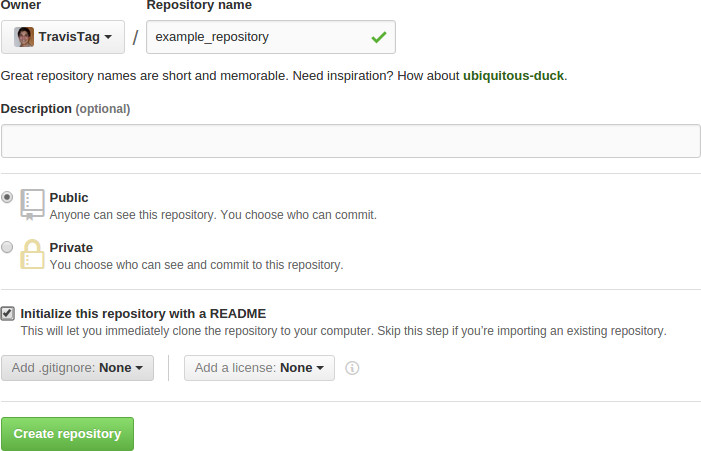 Owner Repository name
TravisTag / example_repository
Great repository names are short and memorable. Need inspiration? How about ubiquitous-duck.
Description (optional)
Public
Anyone can see this repository. You choose who can commit.
Private
You choose who can see and commit to this repository.
Initialize this repository with a README
This will let you immediately clone the repository to your computer. Skip this step if you’re importing an existing repository.
Add .gitignore: None Add a license: None
Create repository